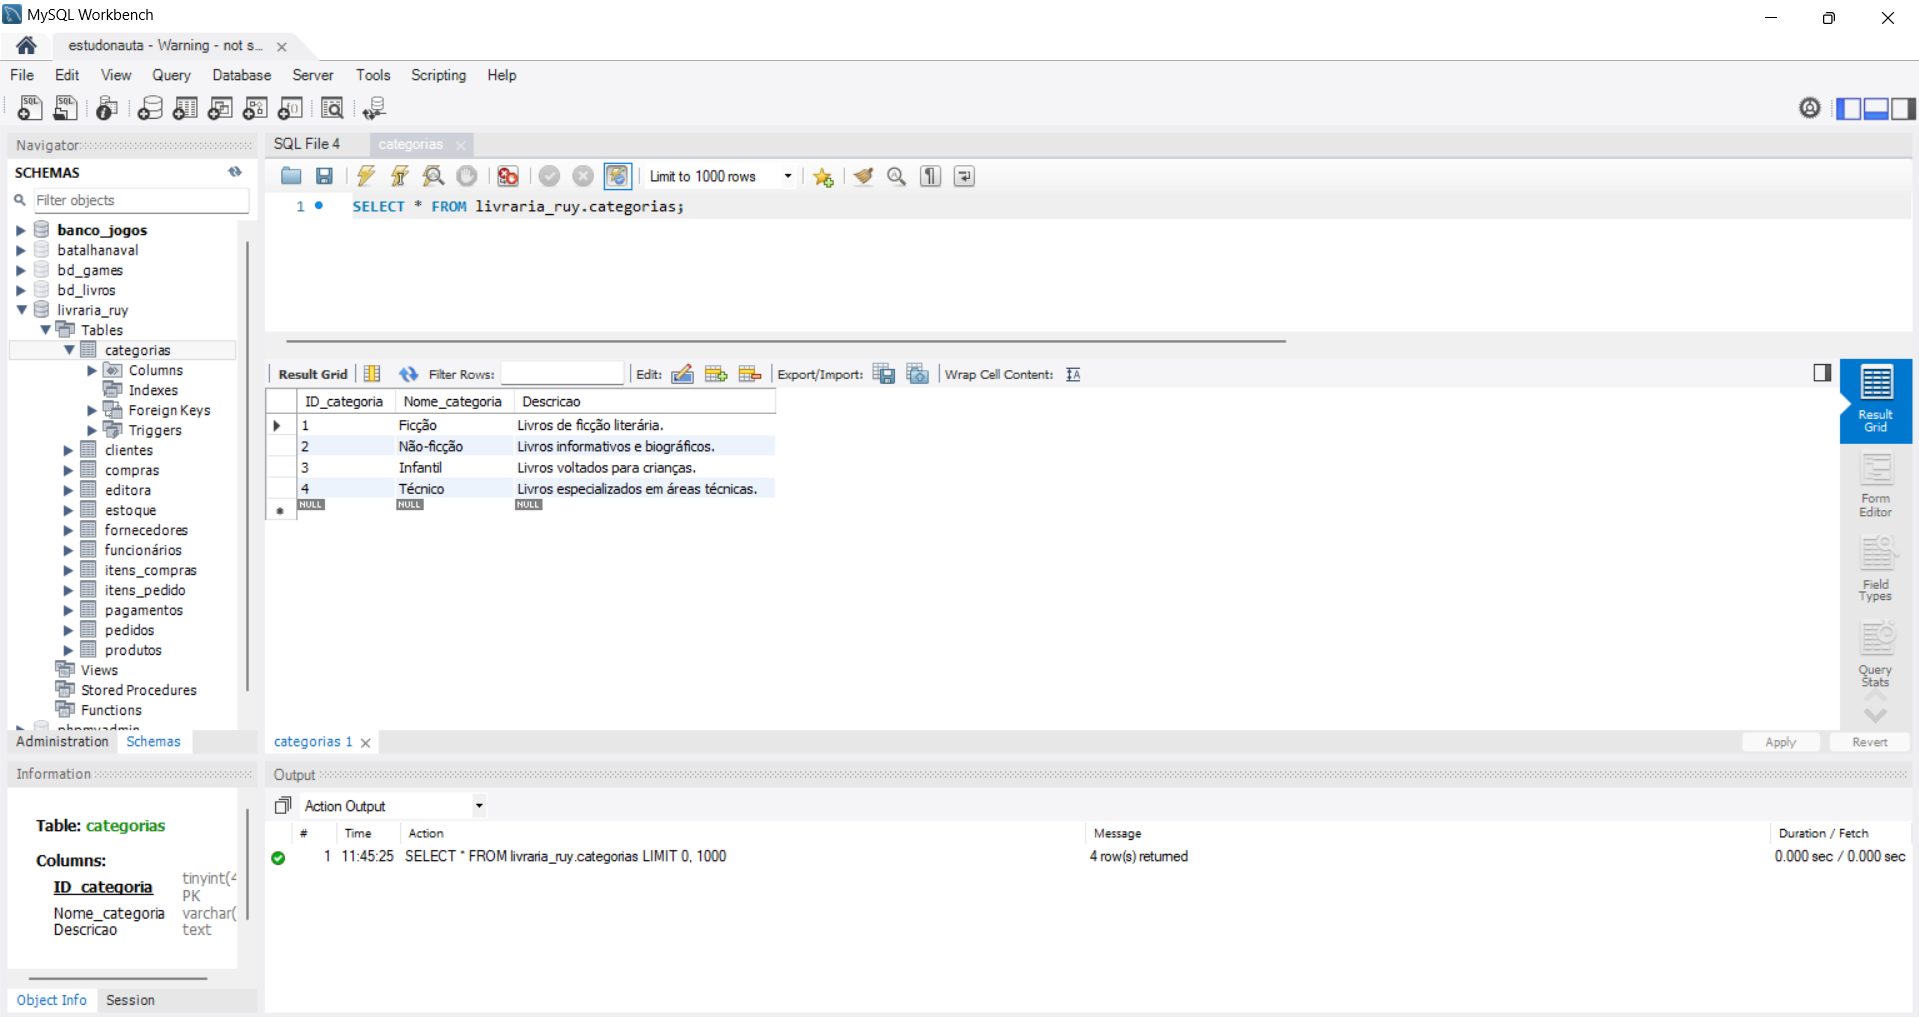 MySQL Workbench
estudonauta - Warning - not s...
File Edit View Query Database Server Tools Scripting Help
Navigator
SCHEMAS
Filter objects
banco_jogos
batalhanaval
bd_games
bd_livros
livraria_ruy
Tables
categorias
Columns
Indexes
Foreign Keys
Triggers
clientes
compras
editora
estoque
fornecedores
funcionários
itens_compras
itens_pedido
pagamentos
pedidos
produtos
Views
Stored Procedures
Functions
phpmyadmin
Administration Schemas
Information
Table: categorias
Columns:
ID_categoria tinyint(4
PK
Nome_categoria varchar(
Descricao text
Object Info Session
SQL File 4 categorias
Limit to 1000 rows
1 SELECT * FROM livraria_ruy.categorias;
Result Grid Filter Rows: Edit: Export/Import: Wrap Cell Content:
ID_categoria Nome_categoria Descricao
1 Ficção Livros de ficção literária.
2 Não-ficção Livros informativos e biográficos.
3 Infantil Livros voltados para crianças.
4 Técnico Livros especializados em áreas técnicas.
NULL NULL NULL
Result
Grid
Form
Editor
Field
Types
Query
Stats
categorias 1 Apply Revert
Output
Action Output
# Time Action Message Duration / Fetch
1 11:45:25 SELECT * FROM livraria_ruy.categorias LIMIT 0, 1000 4 row(s) returned 0.000 sec / 0.000 sec